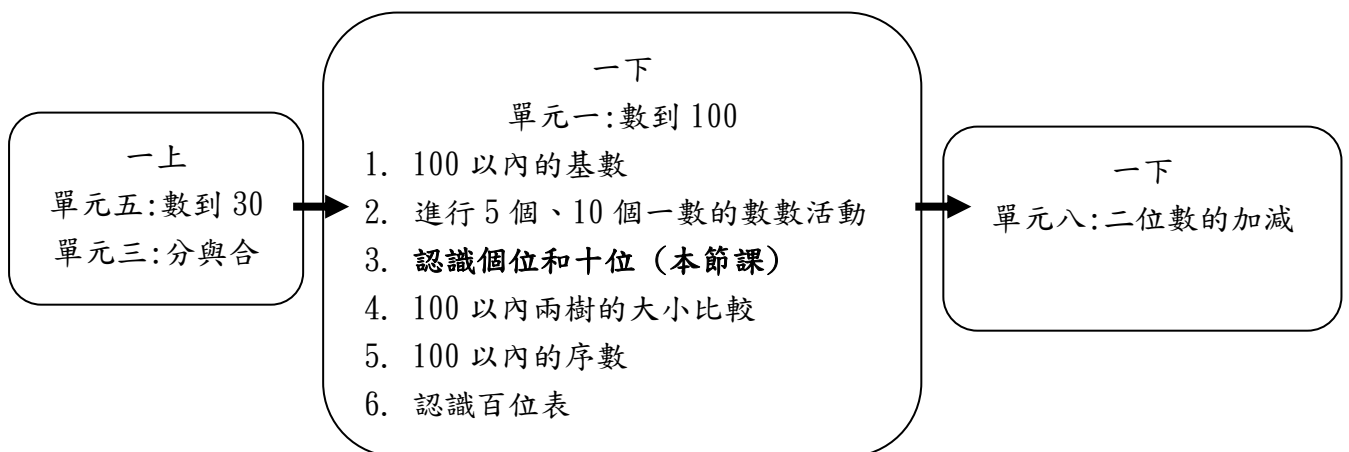 一上
單元五:數到 30
單元三:分與合
一下
單元一:數到 100
1. 100 以內的基數
2. 進行 5 個、10 個一數的數數活動
3. 認識個位和十位（本節課）
4. 100 以內兩樹的大小比較
5. 100 以內的序數
6. 認識百位表
一下
單元八:二位數的加減